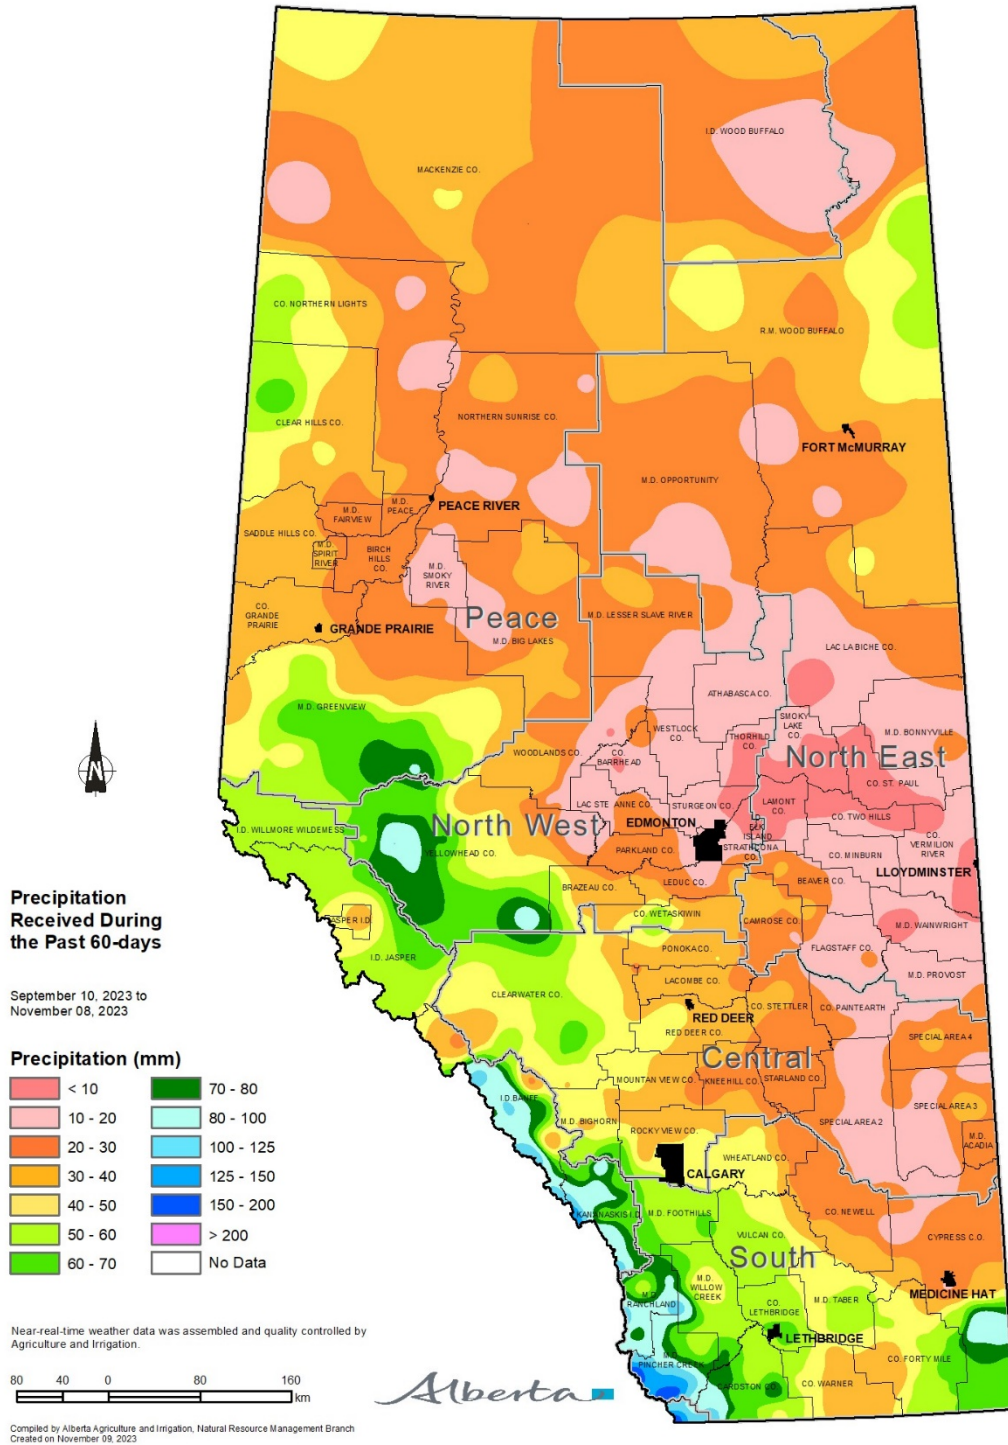 I.D. WOOD BUFFALO
MACKENZIE CO.
CO. NORTHERN LIGHTS
R.M. WOOD BUFFALO
CLEAR HILLS CO.
NORTHERN SUNRISE CO.
FORT McMURRAY
M.D. OPPORTUNITY
M.D.
PEACE
PEACE RIVER
M.D.
FAIRVIEW
SADDLE HILLS CO.
M.D.
SPIRIT
RIVER
BIRCH
HILLS
CO.
M.D.
SMOKY
RIVER
CO.
GRANDE
PRAIRIE
GRANDE PRAIRIE
Peace
M.D. LESSER SLAVE RIVER
M.D. BIG LAKES
LAC LA BICHE CO.
ATHABASCA CO.
M.D. GREENVIEW
SMOKY
LAKE
CO.
WESTLOCK
CO.
THORHILD
CO.
M.D. BONNYVILLE
WOODLANDS CO.
CO.
BARRHEAD
North East
CO. ST. PAUL
LAC STE ANNE CO.
STURGEON CO.
LAMONT
CO.
CO. TWO HILLS
North West
EDMONTON
I.D.
ELK
ISLAND
I.D. WILLMORE WILDERNESS
YELLOWHEAD CO.
PARKLAND CO.
STRATHCONA
CO.
CO. MINBURN
CO.
VERMILION
RIVER
LLOYDMINSTER
BRAZEAU CO.
LEDUC CO.
BEAVER CO.
Precipitation
Received During
the Past 60-days
JASPER I.D.
CO. WETASKIWIN
CAMROSE CO.
M.D. WAINWRIGHT
I.D. JASPER
PONOKA CO.
FLAGSTAFF CO.
M.D. PROVOST
LACOMBE CO.
September 10, 2023 to
November 08, 2023
CLEARWATER CO.
CO. STETTLER
CO. PAINTEARTH
RED DEER
RED DEER CO.
SPECIAL AREA 4
Central
Precipitation (mm)
< 10
10 - 20
20 - 30
30 - 40
40 - 50
50 - 60
60 - 70
70 - 80
80 - 100
100 - 125
125 - 150
150 - 200
> 200
No Data
MOUNTAIN VIEW CO.
KNEEHILL CO.
STARLAND CO.
I.D. BANFF
M.D. BIGHORN
SPECIAL AREA 3
SPECIAL AREA 2
ROCKY VIEW CO.
M.D.
ACADIA
WHEATLAND CO.
CALGARY
KANANASKIS I.D.
M.D. FOOTHILLS
CO. NEWELL
VULCAN CO.
CYPRESS C.O.
South
M.D.
WILLOW
CREEK
M.D.
RANCHLAND
M.D. TABER
MEDICINE HAT
CO.
LETHBRIDGE
LETHBRIDGE
Near-real-time weather data was assembled and quality controlled by
Agriculture and Irrigation.
M.D.
PINCHER CREEK
CO. FORTY MILE
CARDSTON CO.
CO. WARNER
80 40 0 80 160
km
Alberta
Compiled by Alberta Agriculture and Irrigation, Natural Resource Management Branch
Created on November 09, 2023
N